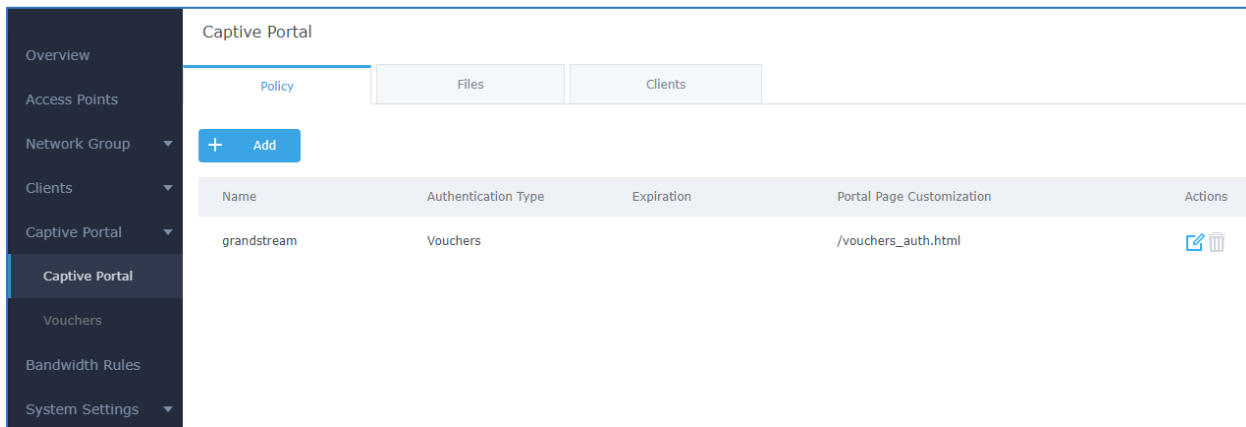 Captive Portal
Overview
Access Points
Network Group
Clients
Captive Portal
Captive Portal
Vouchers
Bandwidth Rules
System Settings
Policy Files Clients
+ Add
Name Authentication Type Expiration Portal Page Customization Actions
grandstream Vouchers /vouchers_auth.html